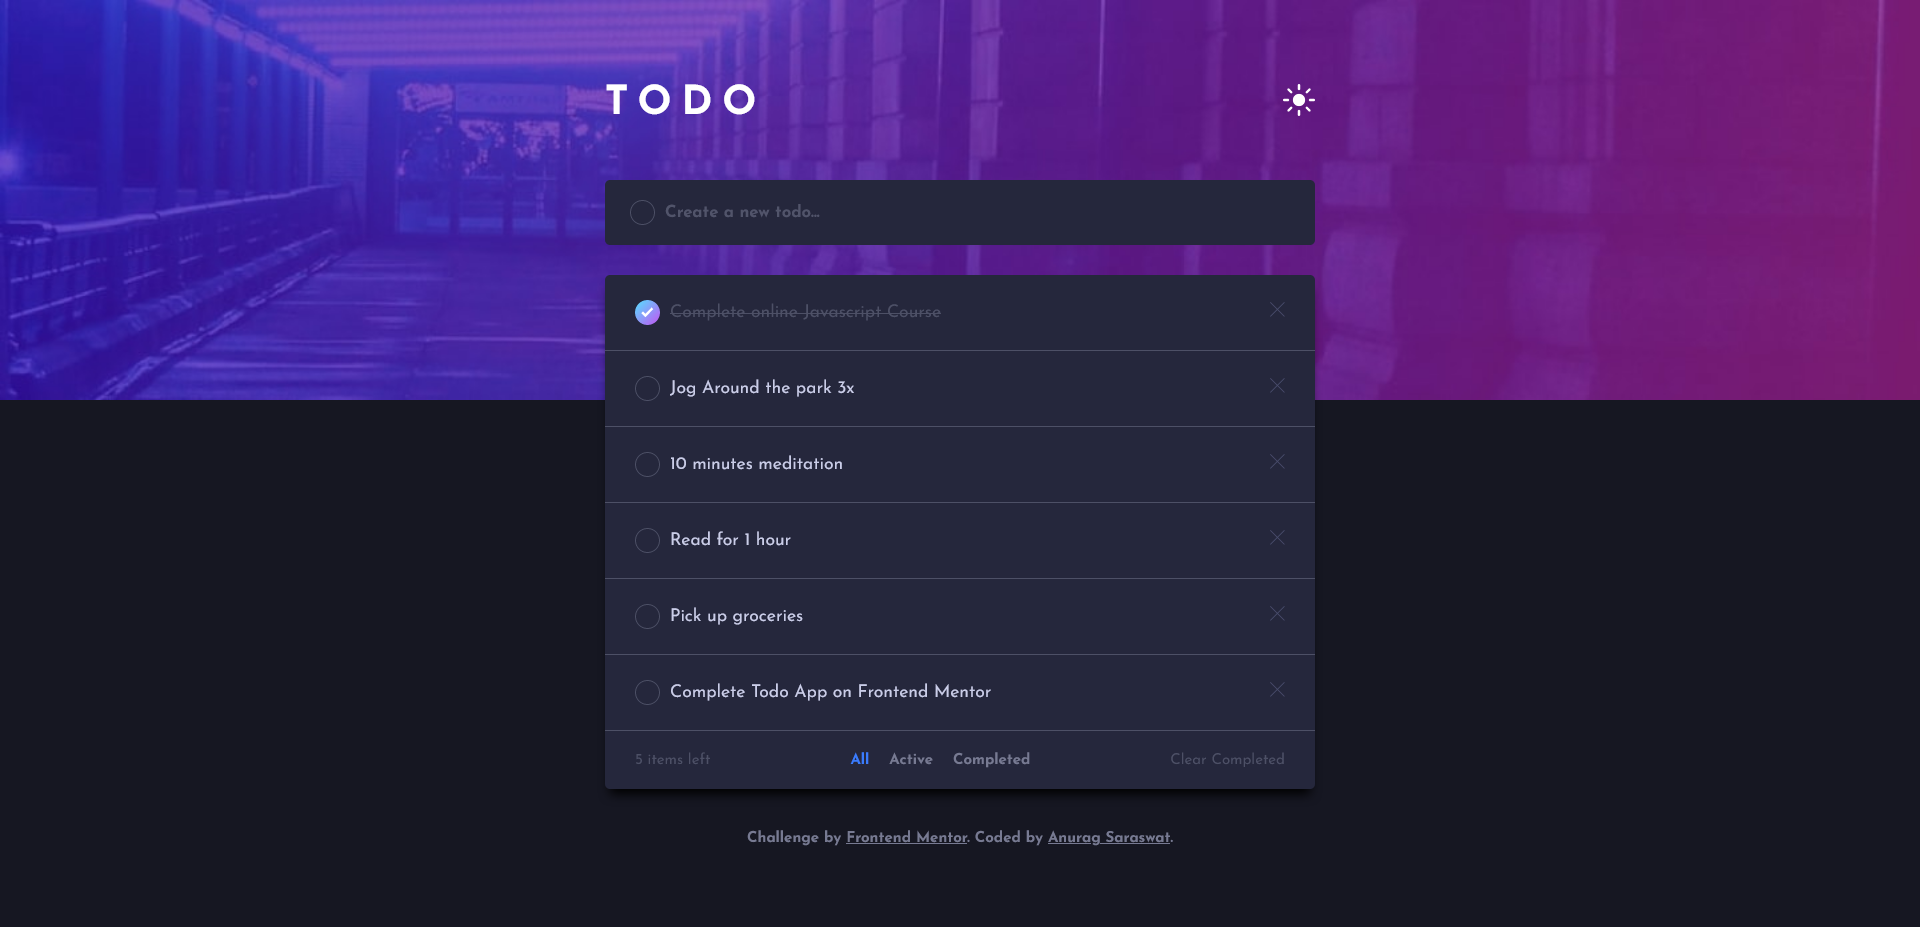 TODO
Create a new todo...
Complete online Javascript Course
Jog Around the park 3x
10 minutes meditation
Read for 1 hour
Pick up groceries
Complete Todo App on Frontend Mentor
5 items left All Active Completed Clear Completed
Challenge by Frontend Mentor. Coded by Anurag Saraswat.